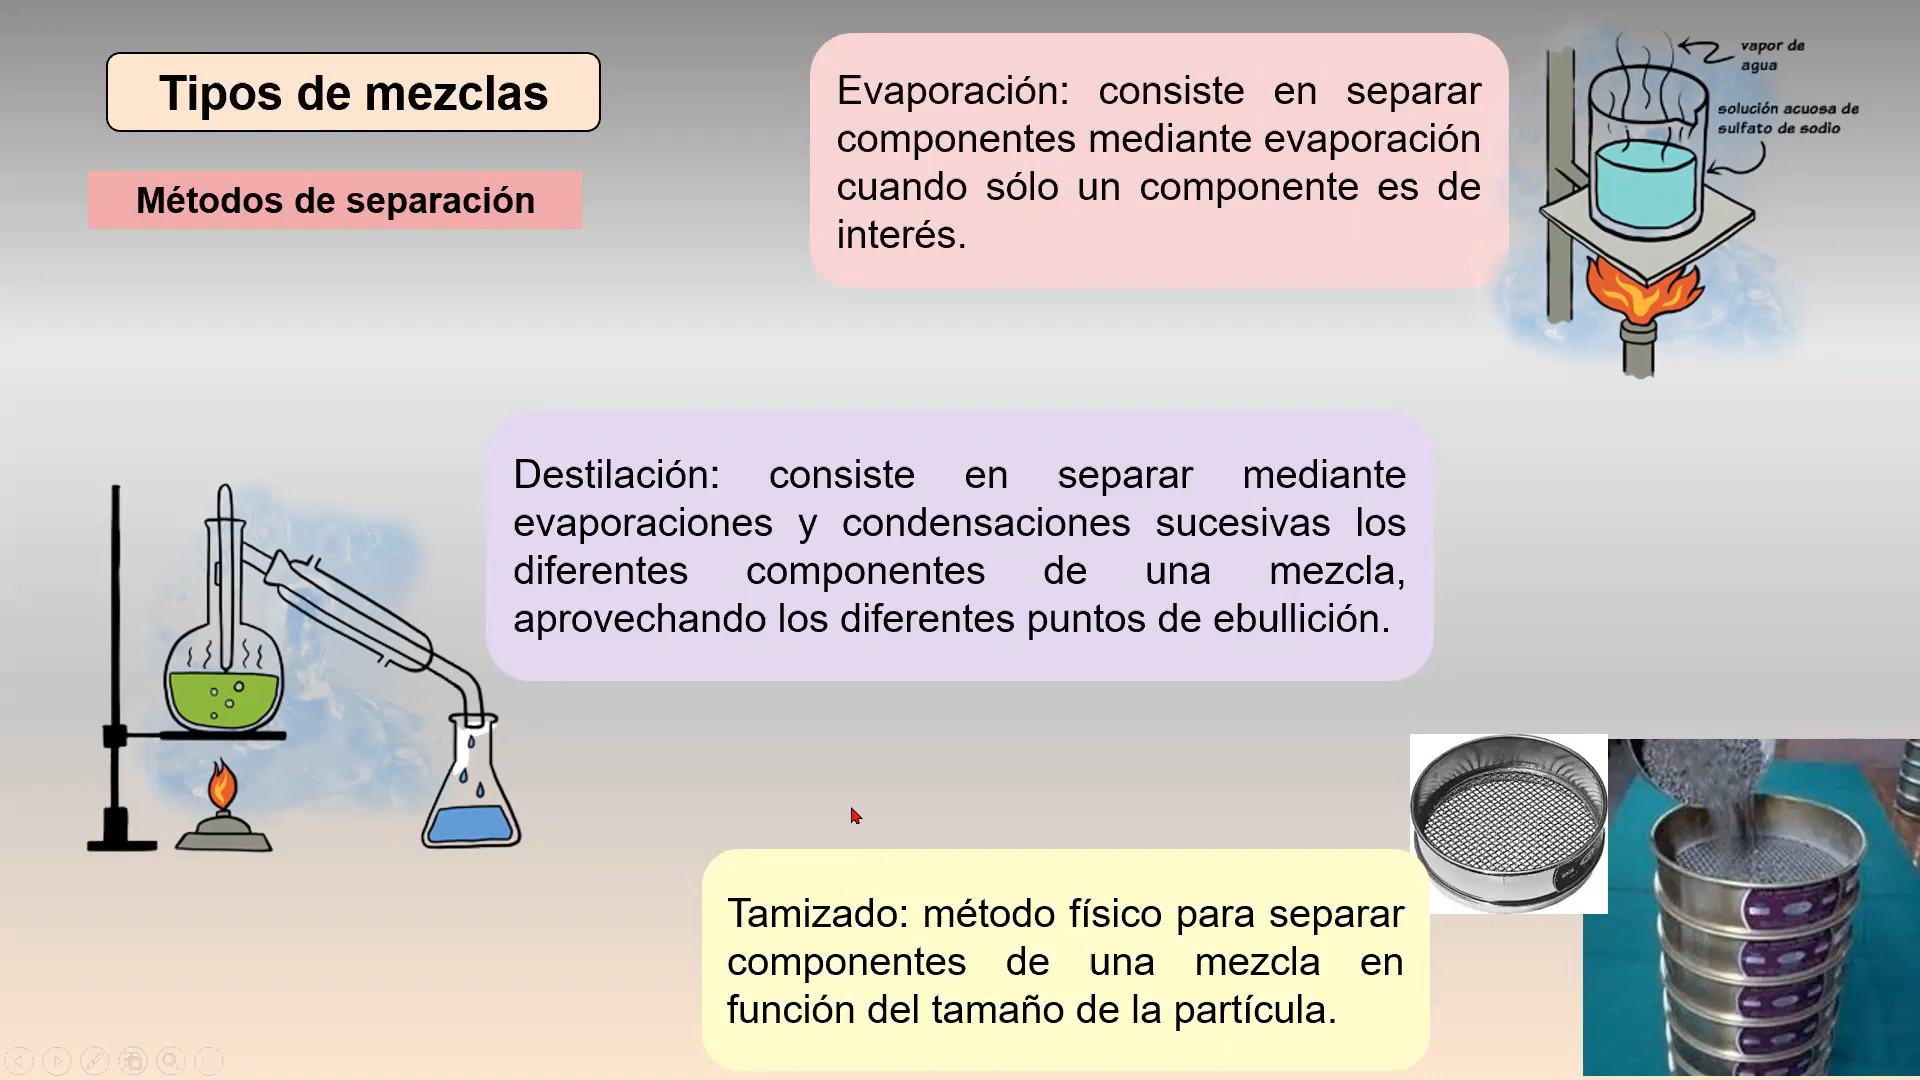 Tipos de mezclas
Métodos de separación
Evaporación: consiste en separar
componentes mediante evaporación
cuando sólo un componente es de
interés.
vapor de
agua
solución acuosa de
sulfato de sodio
Destilación: consiste en separar mediante
evaporaciones y condensaciones sucesivas los
diferentes componentes de una mezcla,
aprovechando los diferentes puntos de ebullición.
Tamizado: método físico para separar
componentes de una mezcla en
función del tamaño de la partícula.